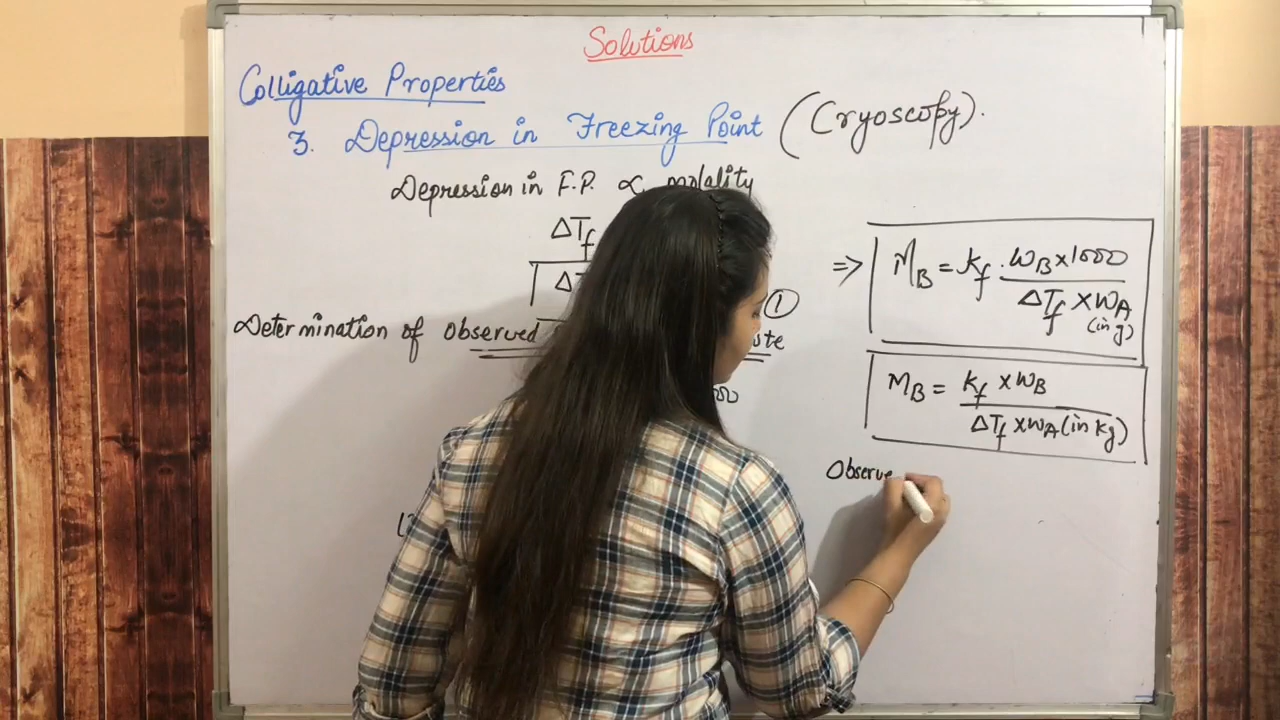 Solutions
Colligative Properties
3. Depression in Freezing Point (Cryoscopy).
Depression in F.P. ∝ molality
ΔTf
Δ
①
Determination of Observed
=> MB = Kf . WB × 1000
ΔTf × WA
(in g)
MB = Kf × WB
ΔTf × WA (in Kg)
Observe